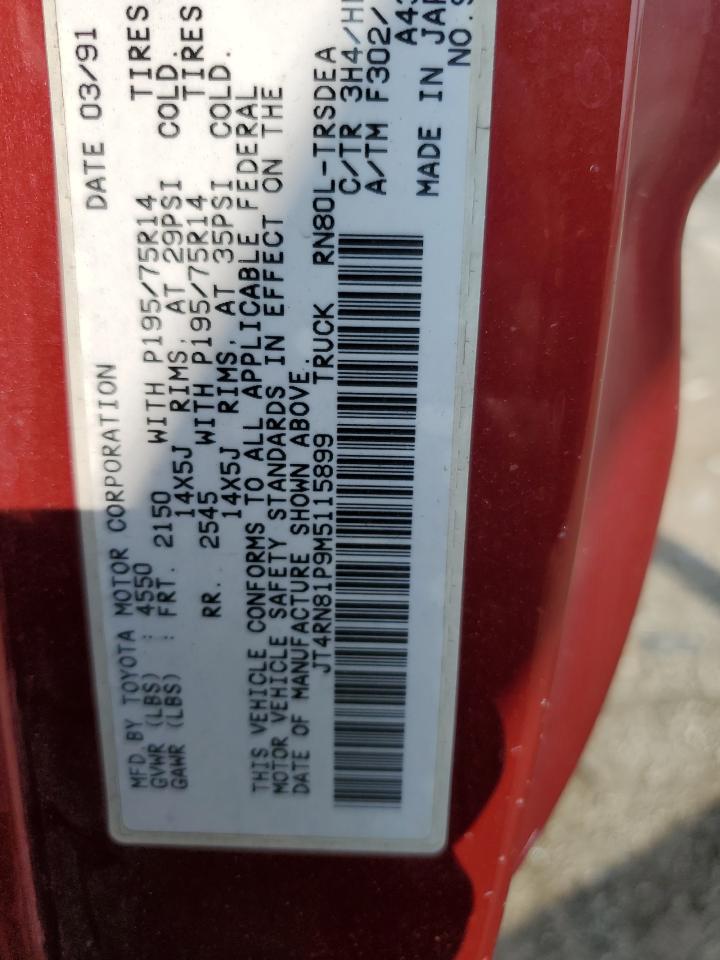 MFD BY TOYOTA MOTOR CORPORATION DATE 03/91
GVWR (LBS) : 4550
GAWR (LBS) : FRT. 2150 WITH P195/75R14 TIRES
14X5J RIMS, AT 29PSI COLD.
RR. 2545 WITH P195/75R14 TIRES
14X5J RIMS, AT 35PSI COLD.
THIS VEHICLE CONFORMS TO ALL APPLICABLE FEDERAL
MOTOR VEHICLE SAFETY STANDARDS IN EFFECT ON THE
DATE OF MANUFACTURE SHOWN ABOVE.
JT4RN81P9M5115899 TRUCK RN80L-TRSDEA
C/TR 3H4/
A/TM F302/
MADE IN